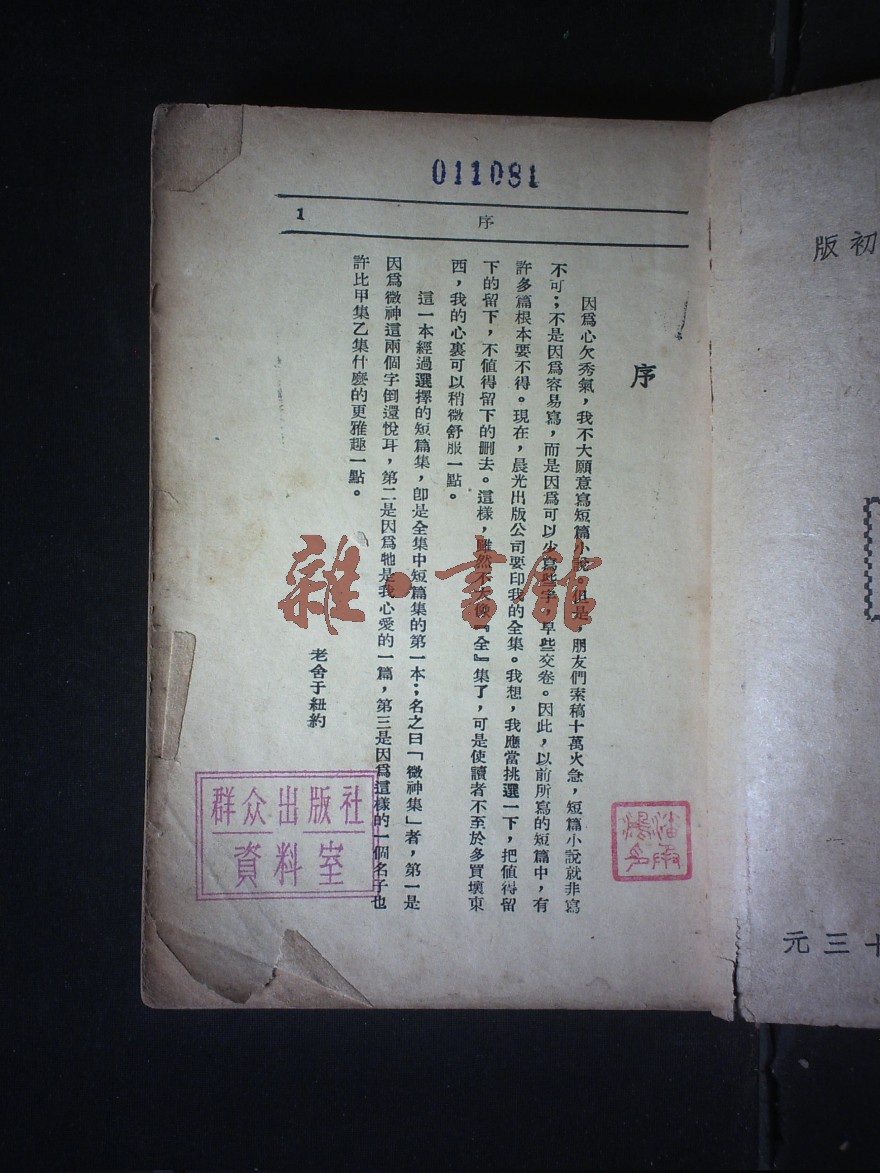 011081
1
序
序
因爲心欠秀氣，我不大願意寫短篇小說。但是，朋友們索稿十萬火急，短篇小說就非寫
不可；不是因爲容易寫，而是因爲可以少寫些字，早些交卷。因此，以前所寫的短篇中，有
許多篇根本要不得。現在，晨光出版公司要印我的全集。我想，我應當挑選一下，把值得留
下的留下，不值得留下的刪去。這樣，雖然不大像『全』集了，可是使讀者不至於多買壞東
西，我的心裏可以稍微舒服一點。
這一本經過選擇的短篇集，卽是全集中短篇集的第一本；名之曰「微神集」者，第一是
因爲微神這兩個字倒還悅耳，第二是因爲牠是我心愛的一篇，第三是因爲這樣的一個名子也
許比甲集乙集什麼的更雅趣一點。
老舍于紐約
群众出版社
資料室
雜·書館
初版
十三元